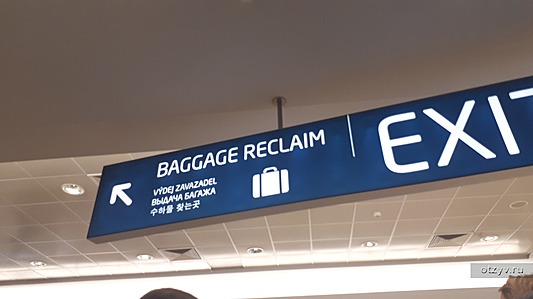 BAGGAGE RECLAIM
VÝDEJ ZAVAZADEL
ВЫДАЧА БАГАЖА
수하물 찾는곳
EXIT
otzyv.ru